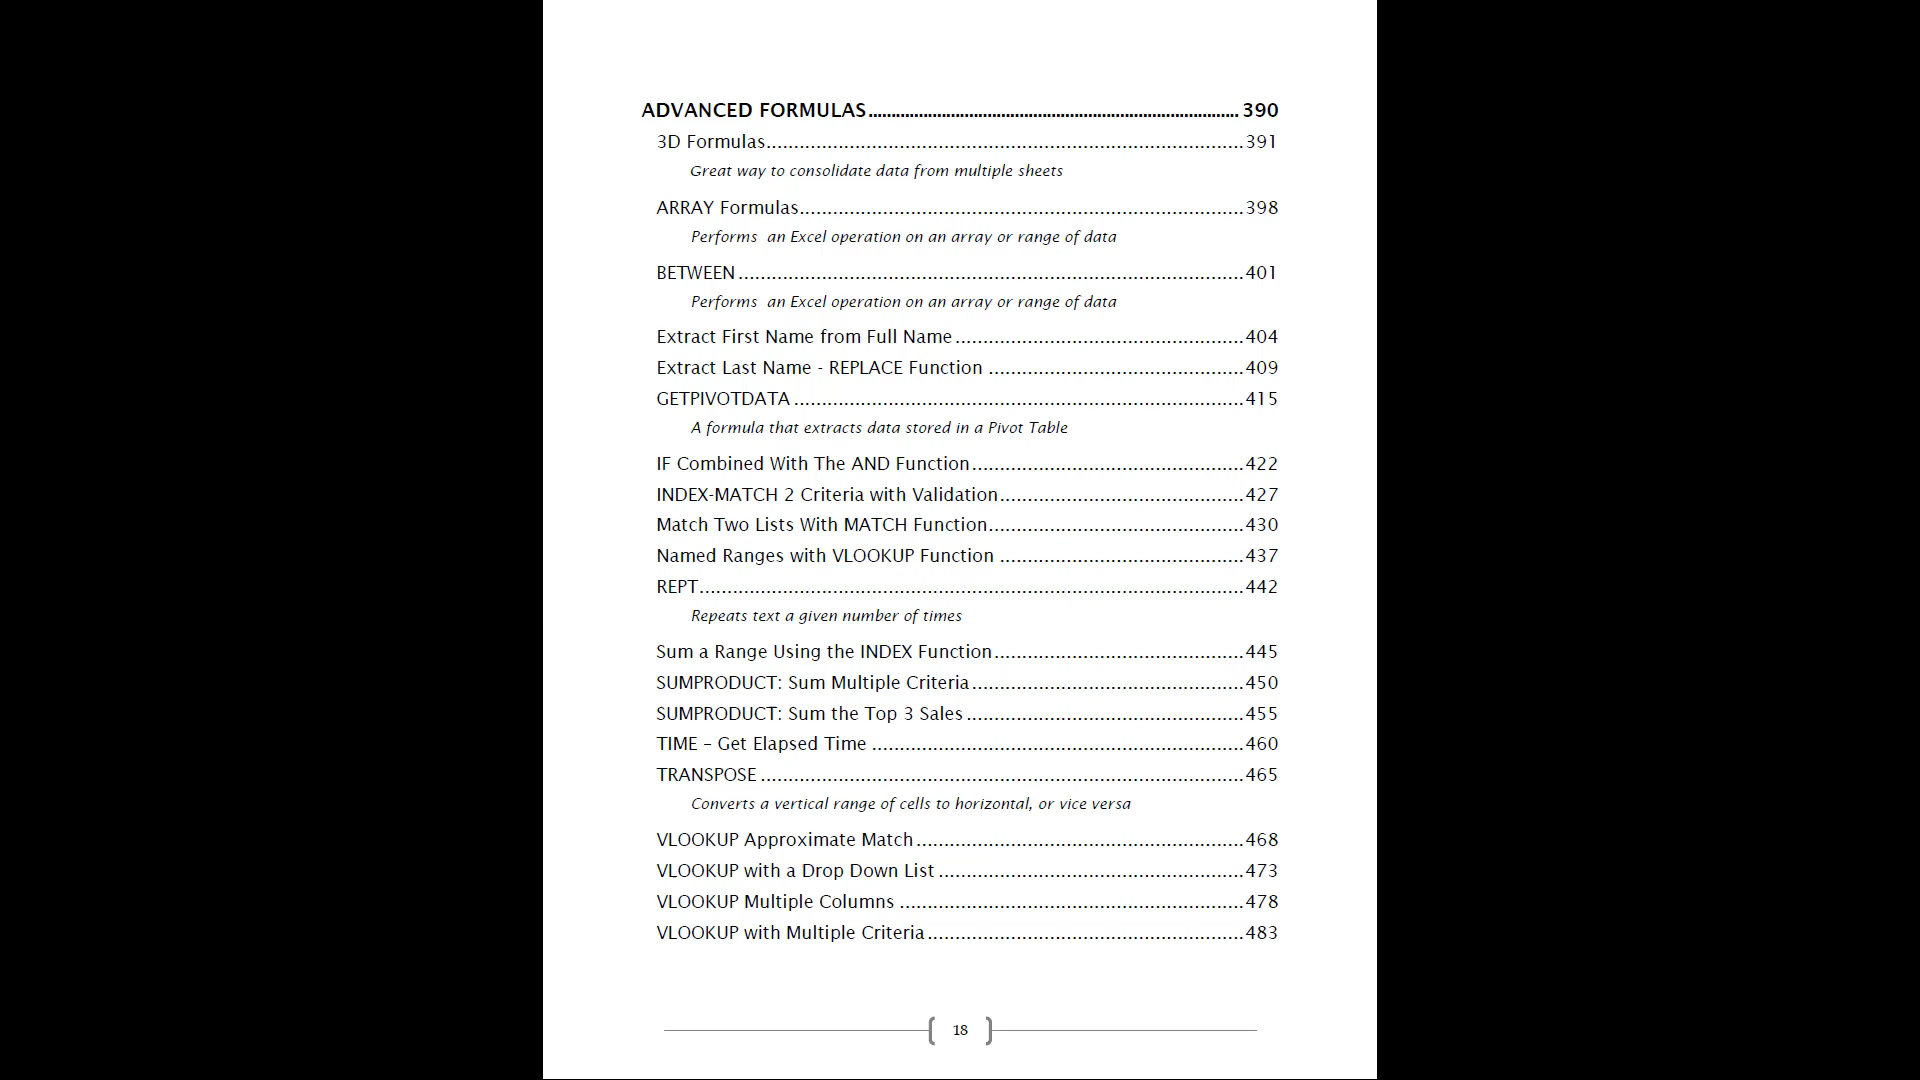 ADVANCED FORMULAS................................................................................ 390
3D Formulas......................................................................................391
Great way to consolidate data from multiple sheets
ARRAY Formulas................................................................................398
Performs  an Excel operation on an array or range of data
BETWEEN...........................................................................................401
Performs  an Excel operation on an array or range of data
Extract First Name from Full Name....................................................404
Extract Last Name - REPLACE Function ..............................................409
GETPIVOTDATA.................................................................................415
A formula that extracts data stored in a Pivot Table
IF Combined With The AND Function.................................................422
INDEX-MATCH 2 Criteria with Validation............................................427
Match Two Lists With MATCH Function..............................................430
Named Ranges with VLOOKUP Function ............................................437
REPT..................................................................................................442
Repeats text a given number of times
Sum a Range Using the INDEX Function.............................................445
SUMPRODUCT: Sum Multiple Criteria.................................................450
SUMPRODUCT: Sum the Top 3 Sales..................................................455
TIME – Get Elapsed Time ...................................................................460
TRANSPOSE.......................................................................................465
Converts a vertical range of cells to horizontal, or vice versa
VLOOKUP Approximate Match...........................................................468
VLOOKUP with a Drop Down List.......................................................473
VLOOKUP Multiple Columns ..............................................................478
VLOOKUP with Multiple Criteria.........................................................483
18